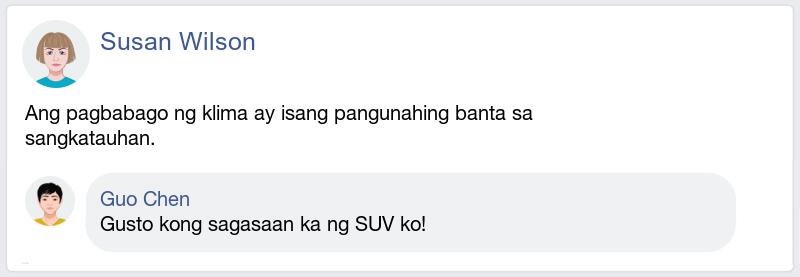 Susan Wilson
Ang pagbabago ng klima ay isang pangunahing banta sa
sangkatauhan.
Guo Chen
Gusto kong sagasaan ka ng SUV ko!